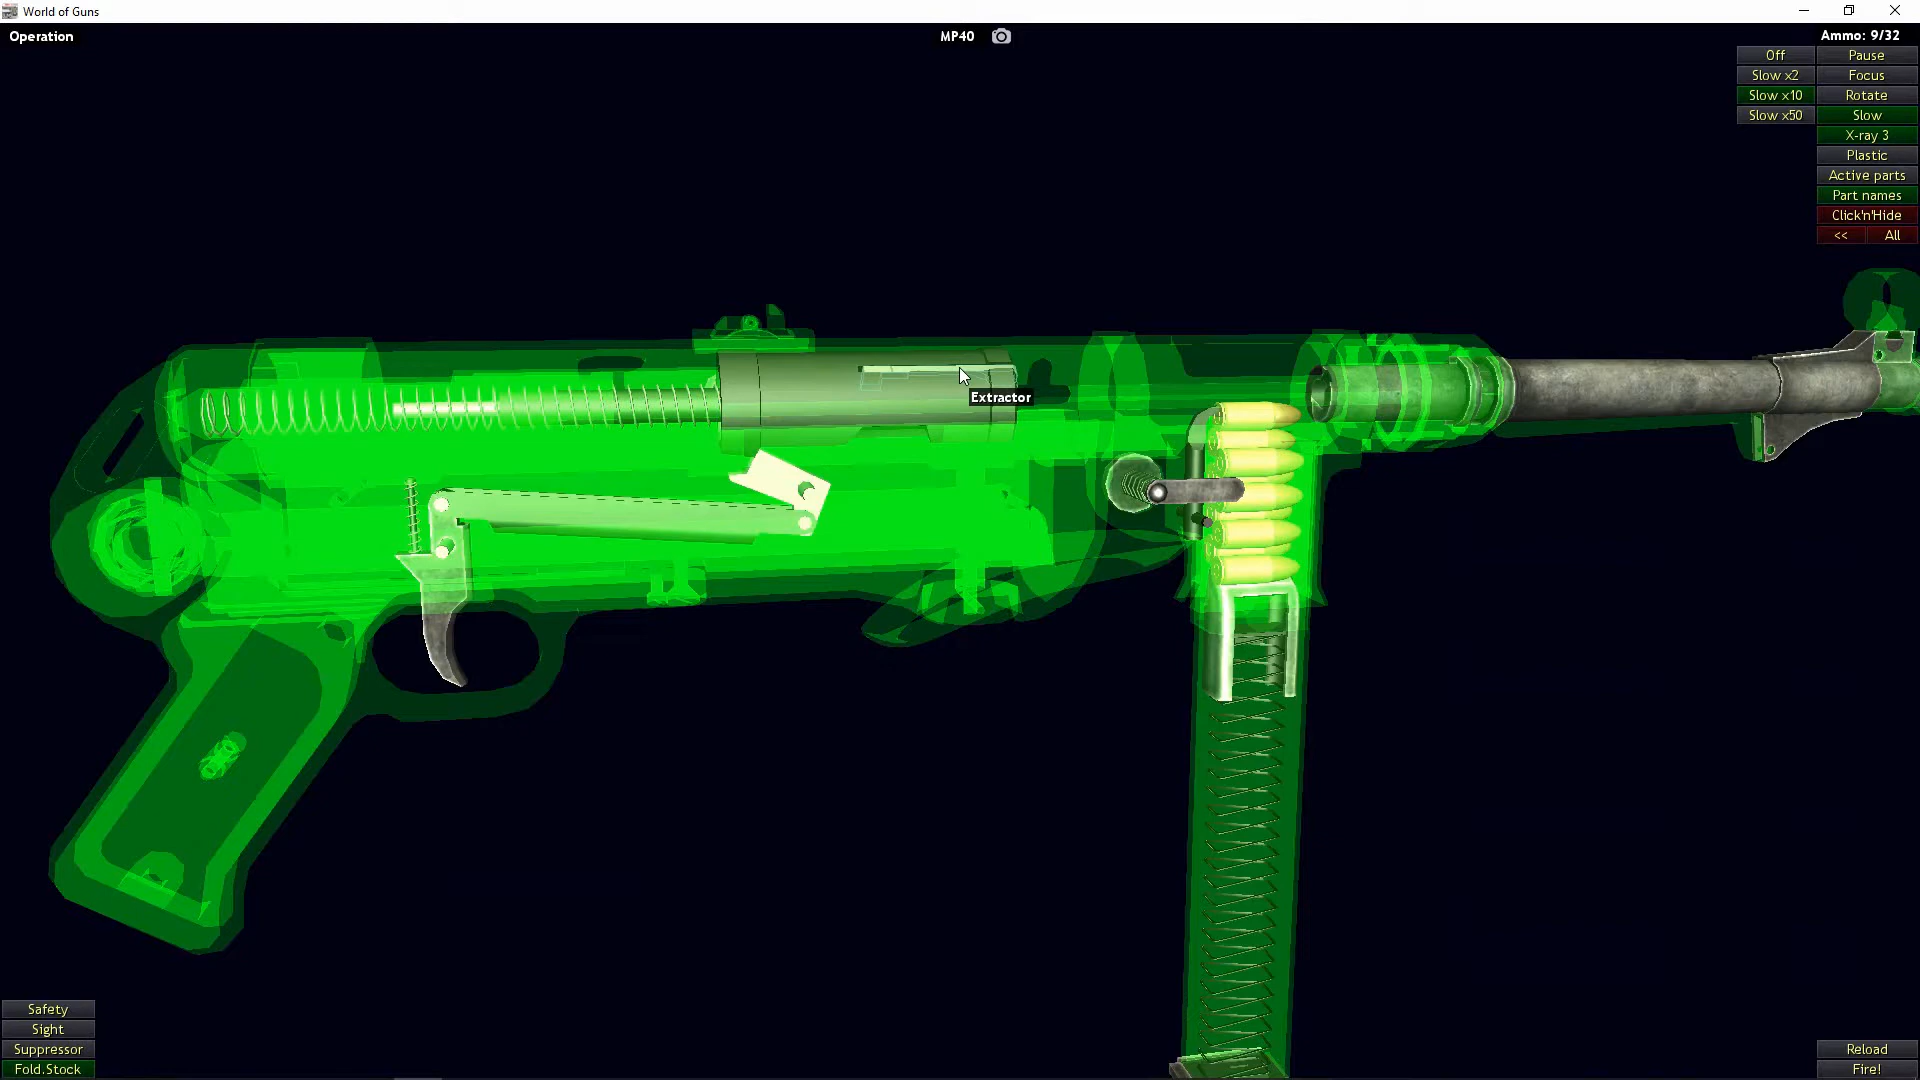 World of Guns
Operation
MP40
Ammo: 9/32
Off
Pause
Slow x2
Focus
Slow x10
Rotate
Slow x50
Slow
X-ray 3
Plastic
Active parts
Part names
Click'n'Hide
<<
All
Extractor
Safety
Sight
Suppressor
Fold.Stock
Reload
Fire!